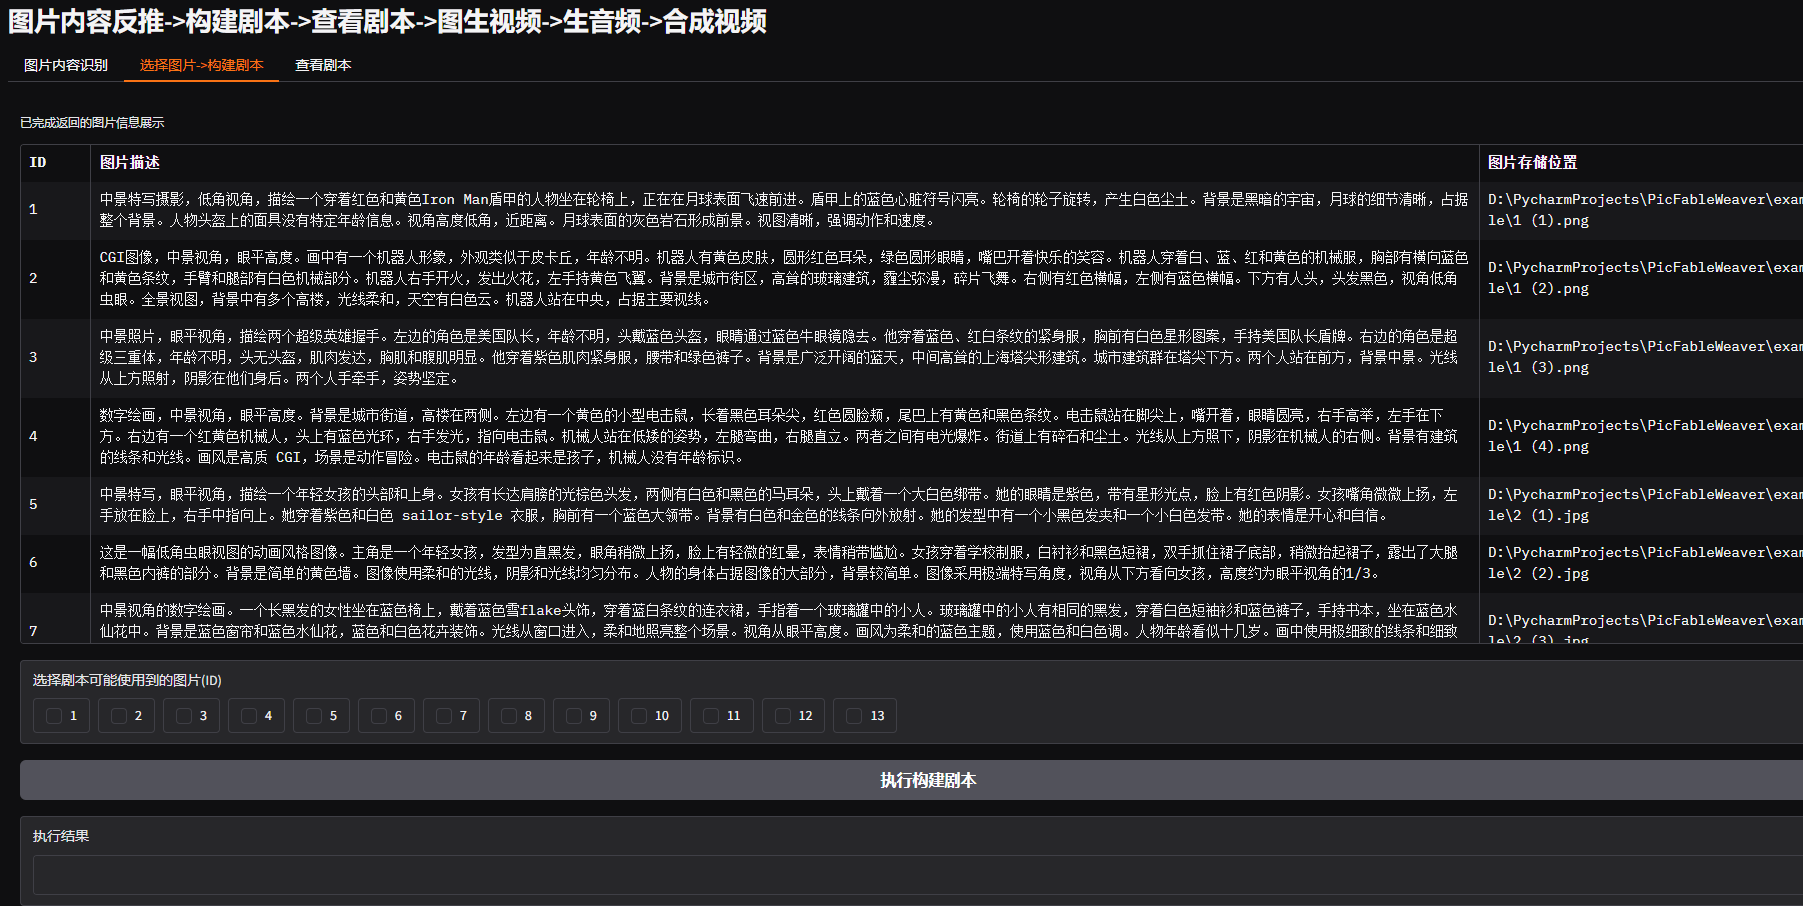 图片内容反推->构建剧本->查看剧本->图生视频->生音频->合成视频
图片内容识别 选择图片->构建剧本 查看剧本
已完成返回的图片信息展示
ID 图片描述 图片存储位置
1
中景特写摄影，低角视角，描绘一个穿着红色和黄色Iron Man盾甲的人物坐在轮椅上，正在在月球表面飞速前进。盾甲上的蓝色心脏符号闪亮。轮椅的轮子旋转，产生白色尘土。背景是黑暗的宇宙，月球的细节清晰，占据
整个背景。人物头盔上的面具没有特定年龄信息。视角高度低角，近距离。月球表面的灰色岩石形成前景。视图清晰，强调动作和速度。
D:\PycharmProjects\PicFableWeaver\exam
le\1 (1).png
2
CGI图像，中景视角，眼平高度。画中有一个机器人形象，外观类似于皮卡丘，年龄不明。机器人有黄色皮肤，圆形红色耳朵，绿色圆形眼睛，嘴巴开着快乐的笑容。机器人穿着白、蓝、红和黄色的机械服，胸部有横向蓝色
和黄色条纹，手臂和腿部有白色机械部分。机器人右手开火，发出火花，左手持黄色飞翼。背景是城市街区，高耸的玻璃建筑，霾尘弥漫，碎片飞舞。右侧有红色横幅，左侧有蓝色横幅。下方有人头，头发黑色，视角低角
虫眼。全景视图，背景中有多个高楼，光线柔和，天空有白色云。机器人站在中央，占据主要视线。
D:\PycharmProjects\PicFableWeaver\exam
le\1 (2).png
3
中景照片，眼平视角，描绘两个超级英雄握手。左边的角色是美国队长，年龄不明，头戴蓝色头盔，眼睛通过蓝色牛眼镜隐去。他穿着蓝色、红白条纹的紧身服，胸前有白色星形图案，手持美国队长盾牌。右边的角色是超
级三重体，年龄不明，头无头盔，肌肉发达，胸肌和腹肌明显。他穿着紫色肌肉紧身服，腰带和绿色裤子。背景是广泛开阔的蓝天，中间高耸的上海塔尖形建筑。城市建筑群在塔尖下方。两个人站在前方，背景中景。光线
从上方照射，阴影在他们身后。两个人手牵手，姿势坚定。
D:\PycharmProjects\PicFableWeaver\exam
le\1 (3).png
4
数字绘画，中景视角，眼平高度。背景是城市街道，高楼在两侧。左边有一个黄色的小型电击鼠，长着黑色耳朵尖，红色圆脸颊，尾巴上有黄色和黑色条纹。电击鼠站在脚尖上，嘴开着，眼睛圆亮，右手高举，左手在下
方。右边有一个红黄色机械人，头上有蓝色光环，右手发光，指向电击鼠。机械人站在低矮的姿势，左腿弯曲，右腿直立。两者之间有电光爆炸。街道上有碎石和尘土。光线从上方照下，阴影在机械人的右侧。背景有建筑
的线条和光线。画风是高质 CGI，场景是动作冒险。电击鼠的年龄看起来是孩子，机械人没有年龄标识。
D:\PycharmProjects\PicFableWeaver\exam
le\1 (4).png
5
中景特写，眼平视角，描绘一个年轻女孩的头部和上身。女孩有长达肩膀的光棕色头发，两侧有白色和黑色的马耳朵，头上戴着一个大白色绑带。她的眼睛是紫色，带有星形光点，脸上有红色阴影。女孩嘴角微微上扬，左
手放在脸上，右手中指向上。她穿着紫色和白色 sailor-style 衣服，胸前有一个蓝色大领带。背景有白色和金色的线条向外放射。她的发型中有一个小黑色发夹和一个小白色发带。她的表情是开心和自信。
D:\PycharmProjects\PicFableWeaver\exam
le\2 (1).jpg
6
这是一幅低角虫眼视图的动画风格图像。主角是一个年轻女孩，发型为直黑发，眼角稍微上扬，脸上有轻微的红晕，表情稍带尴尬。女孩穿着学校制服，白衬衫和黑色短裙，双手抓住裙子底部，稍微抬起裙子，露出了大腿
和黑色内裤的部分。背景是简单的黄色墙。图像使用柔和的光线，阴影和光线均匀分布。人物的身体占据图像的大部分，背景较简单。图像采用极端特写角度，视角从下方看向女孩，高度约为眼平视角的1/3。
D:\PycharmProjects\PicFableWeaver\exam
le\2 (2).jpg
7
中景视角的数字绘画。一个长黑发的女性坐在蓝色椅上，戴着蓝色雪flake头饰，穿着蓝白条纹的连衣裙，手指着一个玻璃罐中的小人。玻璃罐中的小人有相同的黑发，穿着白色短袖衫和蓝色裤子，手持书本，坐在蓝色水
仙花中。背景是蓝色窗帘和蓝色水仙花，蓝色和白色花卉装饰。光线从窗口进入，柔和地照亮整个场景。视角从眼平高度。画风为柔和的蓝色主题，使用蓝色和白色调。人物年龄看似十几岁。画中使用极细致的线条和细致
D:\PycharmProjects\PicFableWeaver\exam
le\2 (3).jpg
选择剧本可能使用到的图片(ID)
1 2 3 4 5 6 7 8 9 10 11 12 13
执行构建剧本
执行结果